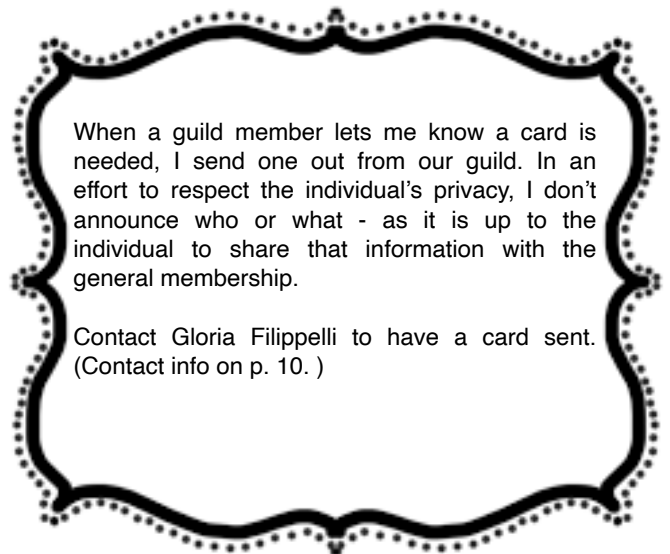 When a guild member lets me know a card is
needed, I send one out from our guild. In an
effort to respect the individual’s privacy, I don’t
announce who or what - as it is up to the
individual to share that information with the
general membership.
Contact Gloria Filippelli to have a card sent.
(Contact info on p. 10. )